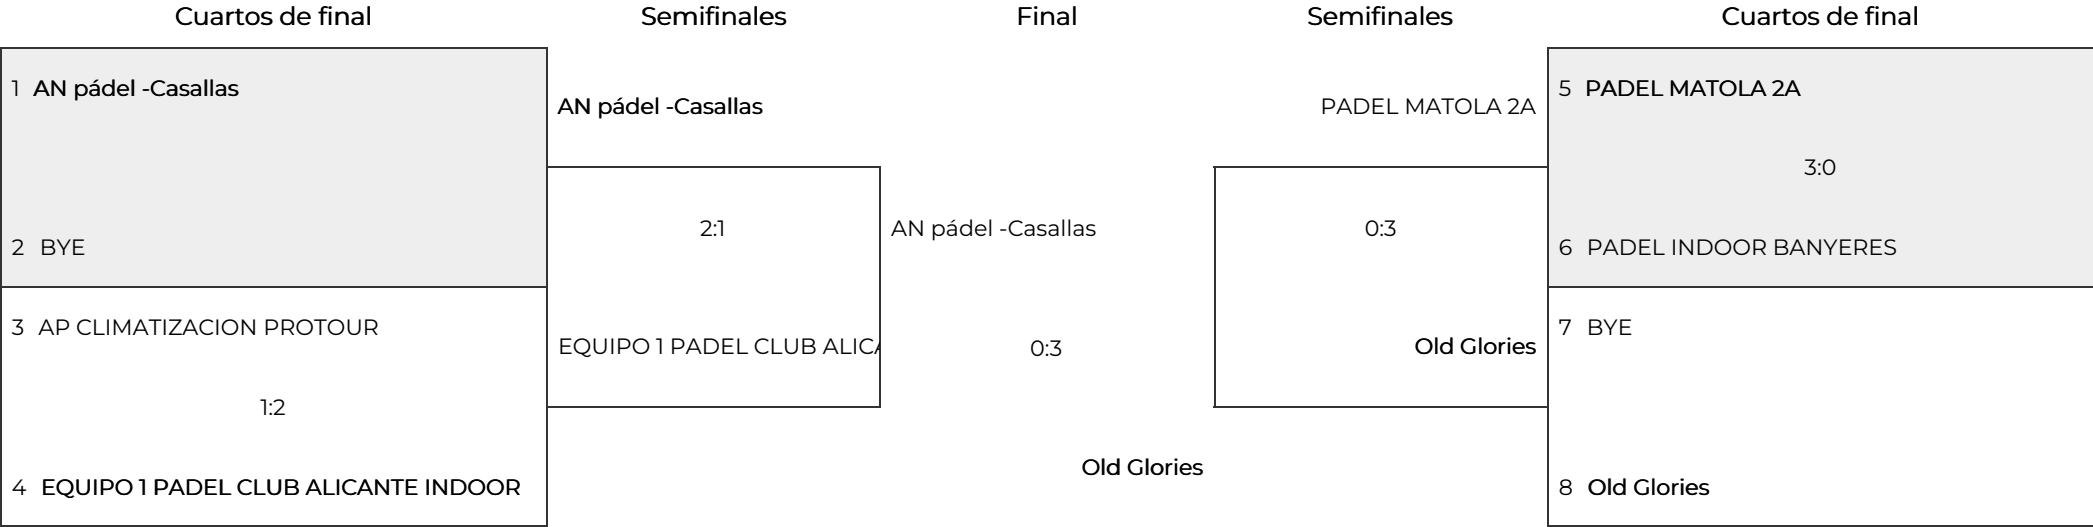 Cuartos de final
Semifinales
Final
Semifinales
Cuartos de final
1 AN pádel -Casallas
2 BYE
3 AP CLIMATIZACION PROTOUR
1:2
4 EQUIPO 1 PADEL CLUB ALICANTE INDOOR
AN pádel -Casallas
2:1
EQUIPO 1 PADEL CLUB ALICA
AN pádel -Casallas
0:3
Old Glories
PADEL MATOLA 2A
0:3
Old Glories
5 PADEL MATOLA 2A
3:0
6 PADEL INDOOR BANYERES
7 BYE
8 Old Glories